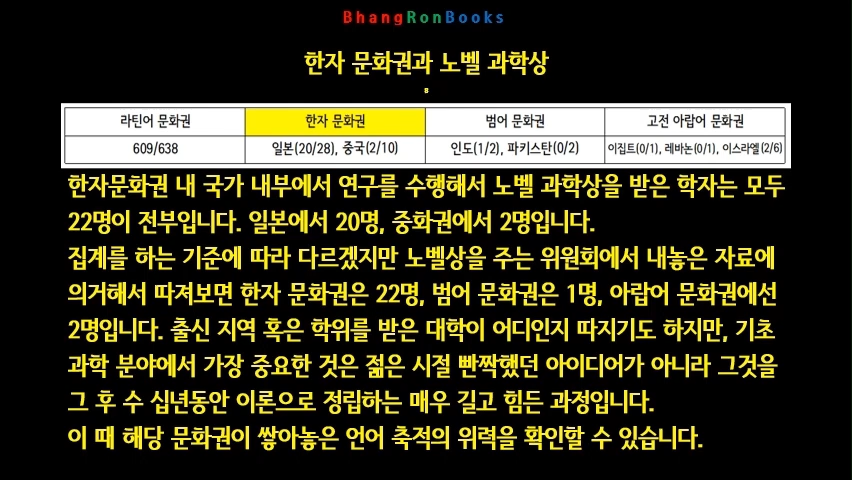 BhangRonBooks
한자 문화권과 노벨 과학상
8
라틴어 문화권 한자 문화권 범어 문화권 고전 아랍어 문화권
609/638 일본(20/28), 중국(2/10) 인도(1/2), 파키스탄(0/2) 이집트(0/1), 레바논(0/1), 이스라엘(2/6)
한자문화권 내 국가 내부에서 연구를 수행해서 노벨 과학상을 받은 학자는 모두
22명이 전부입니다. 일본에서 20명, 중화권에서 2명입니다.
집계를 하는 기준에 따라 다르겠지만 노벨상을 주는 위원회에서 내놓은 자료에
의거해서 따져보면 한자 문화권은 22명, 범어 문화권은 1명, 아랍어 문화권에선
2명입니다. 출신 지역 혹은 학위를 받은 대학이 어디인지 따지기도 하지만, 기초
과학 분야에서 가장 중요한 것은 젊은 시절 빤짝했던 아이디어가 아니라 그것을
그 후 수 십년동안 이론으로 정립하는 매우 길고 힘든 과정입니다.
이 때 해당 문화권이 쌓아놓은 언어 축적의 위력을 확인할 수 있습니다.